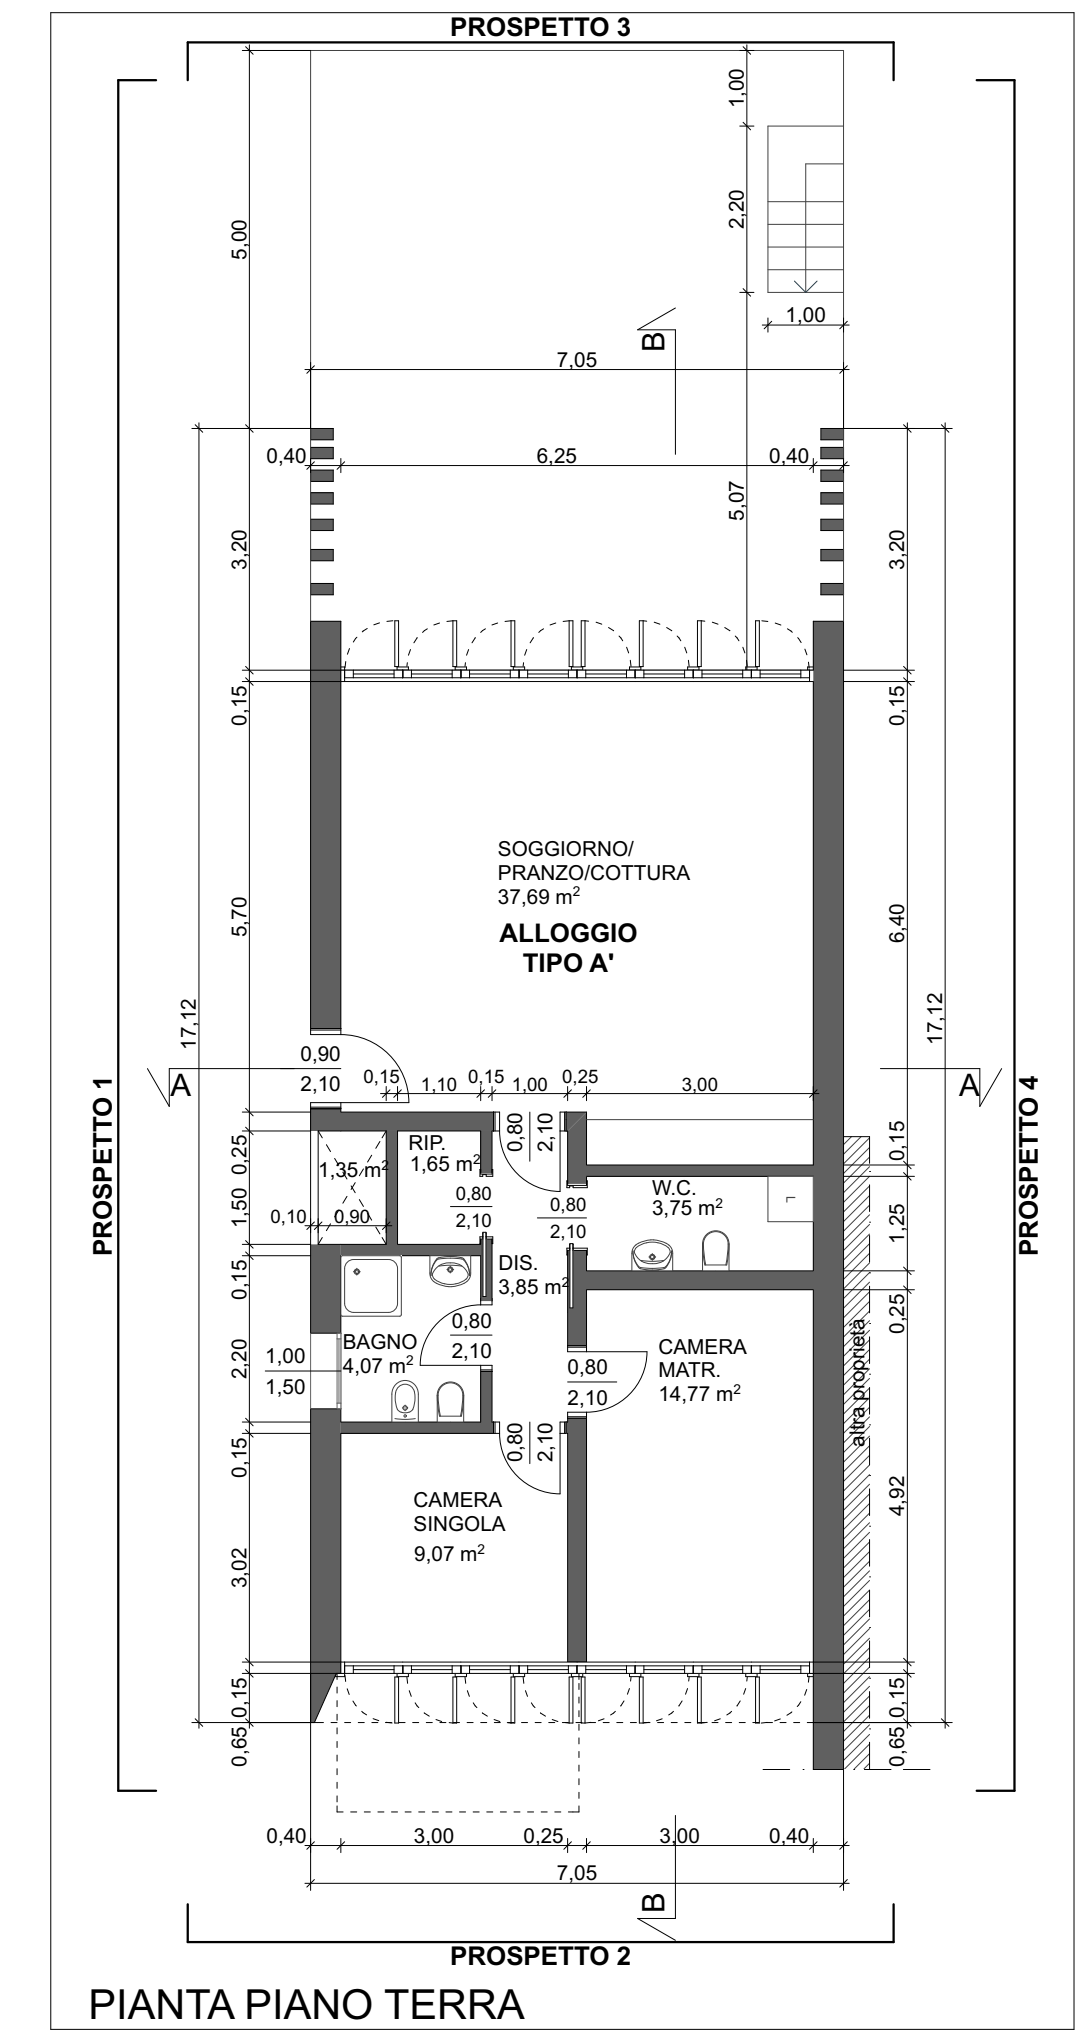 PROSPETTO 3
1,00
5,00
2,20
1,00
B
7,05
0,40
6,25
0,40
5,07
3,20
3,20
0,15
0,15
SOGGIORNO/
PRANZO/COTTURA
37,69 m²
ALLOGGIO
TIPO A'
5,70
6,40
17,12
17,12
A
0,90
2,10
A
PROSPETTO 1
PROSPETTO 4
0,15
1,10
0,15
1,00
0,25
3,00
0,80
2,10
RIP.
1,65 m²
1,35 m²
0,25
0,15
1,50
0,10
0,90
0,80
2,10
0,80
2,10
W.C.
3,75 m²
L
1,25
DIS.
3,85 m²
0,15
0,25
BAGNO
4,07 m²
0,80
2,10
2,20
1,00
1,50
0,80
2,10
CAMERA
MATR.
14,77 m²
altra proprietà
0,80
2,10
0,15
CAMERA
SINGOLA
9,07 m²
3,02
4,92
0,15
0,15
0,65
0,65
0,40
3,00
0,25
3,00
0,40
7,05
B
PROSPETTO 2
PIANTA PIANO TERRA